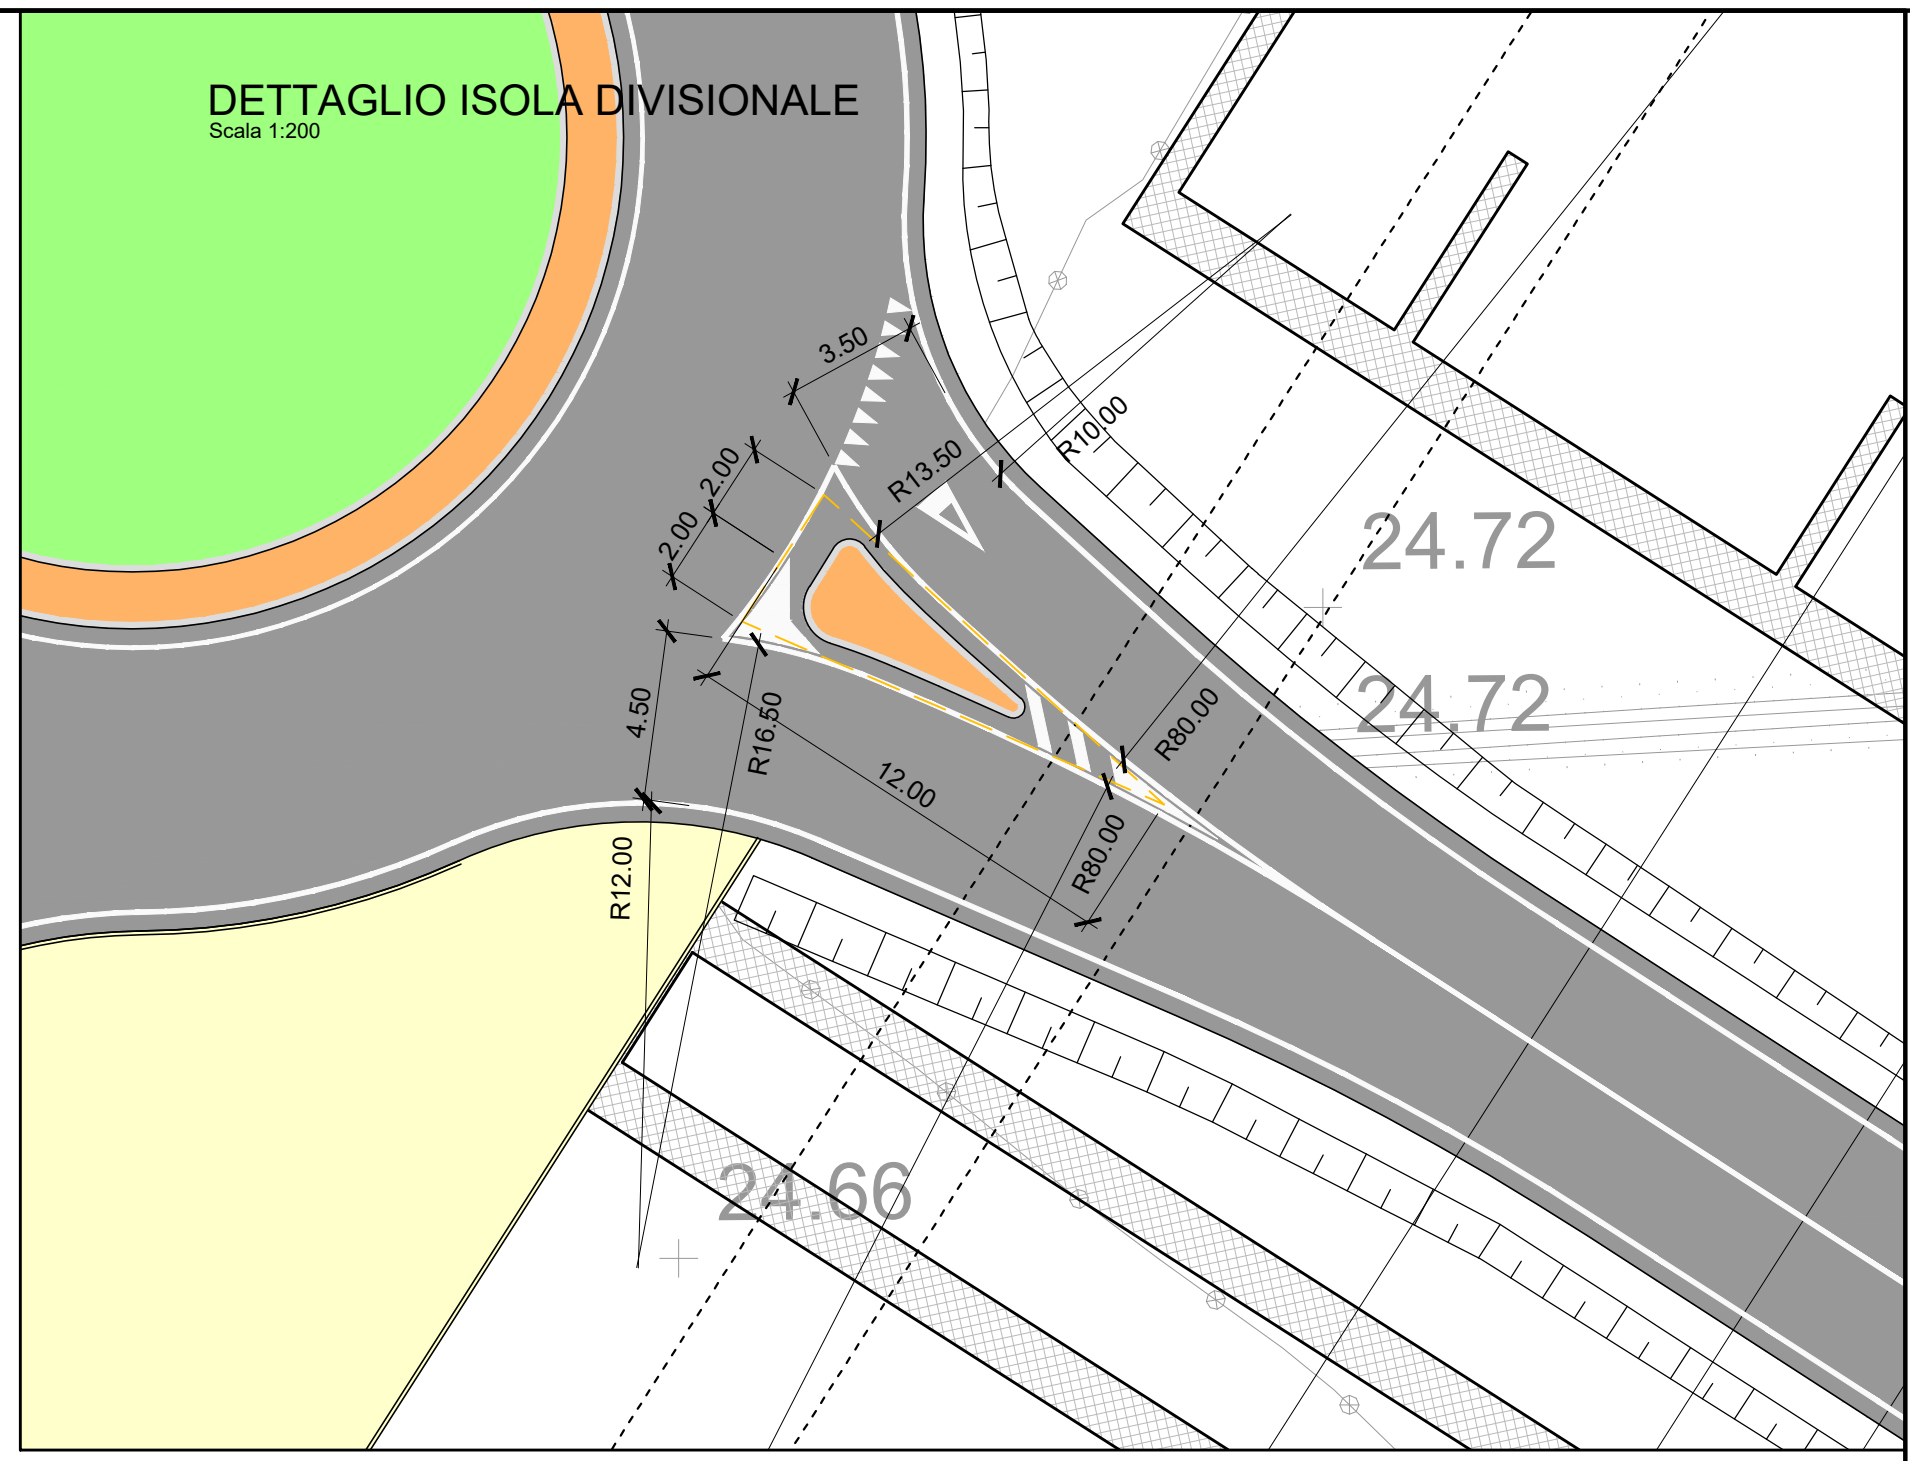 DETTAGLIO ISOLA DIVISIONALE
Scala 1:200
3.50
R10.00
R13.50
2.00
2.00
24.72
24.72
4.50
R16.50
R80.00
12.00
R80.00
R12.00
24.66